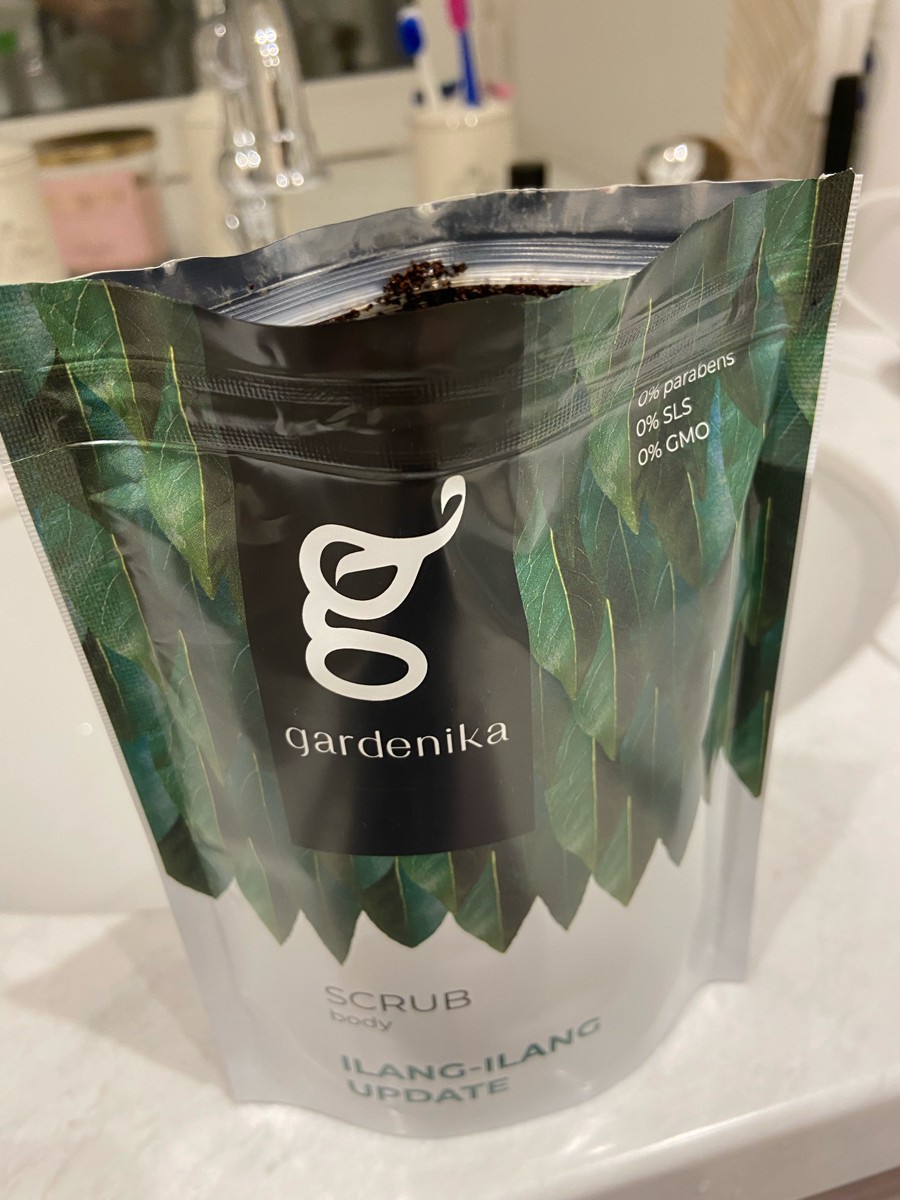 0% parabens
0% SLS
0% GMO
gardenika
SCRUB
body
ILANG-ILANG
UPDATE